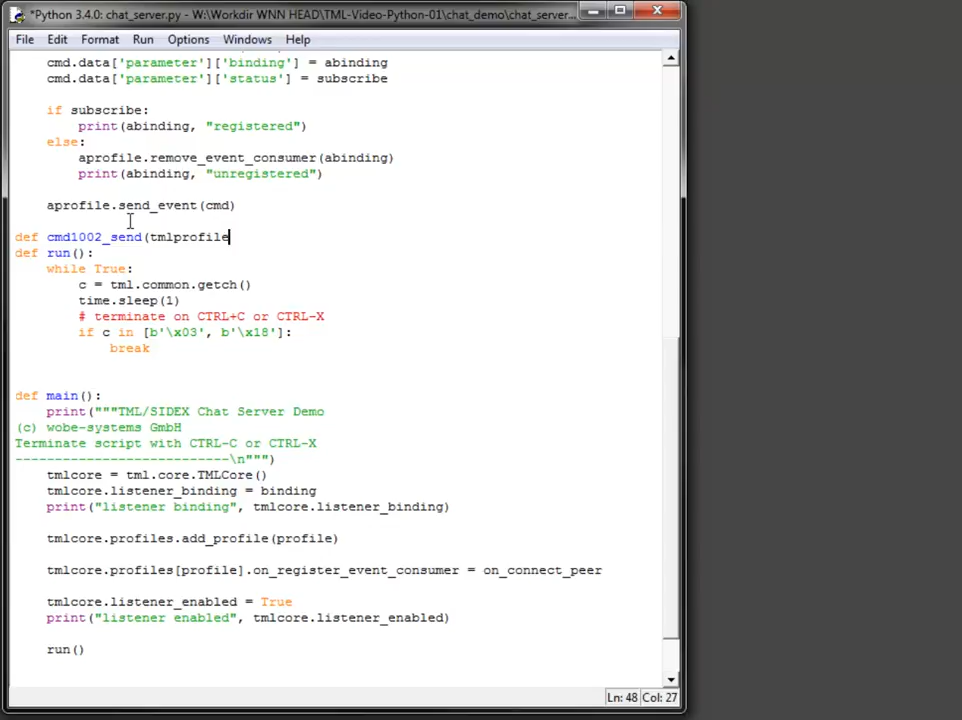 *Python 3.4.0: chat_server.py - W:\Workdir WNN HEAD\TML-Video-Python-01\chat_demo\chat_server...
File Edit Format Run Options Windows Help
cmd.data['parameter']['binding'] = abinding
cmd.data['parameter']['status'] = subscribe
if subscribe:
print(abinding, "registered")
else:
aprofile.remove_event_consumer(abinding)
print(abinding, "unregistered")
aprofile.send_event(cmd)
def cmd1002_send(tmlprofile
def run():
while True:
c = tml.common.getch()
time.sleep(1)
# terminate on CTRL+C or CTRL-X
if c in [b'\x03', b'\x18']:
break
def main():
print("""TML/SIDEX Chat Server Demo
(c) wobe-systems GmbH
Terminate script with CTRL-C or CTRL-X
---------------------------\n""")
tmlcore = tml.core.TMLCore()
tmlcore.listener_binding = binding
print("listener binding", tmlcore.listener_binding)
tmlcore.profiles.add_profile(profile)
tmlcore.profiles[profile].on_register_event_consumer = on_connect_peer
tmlcore.listener_enabled = True
print("listener enabled", tmlcore.listener_enabled)
run()
Ln: 48 Col: 27